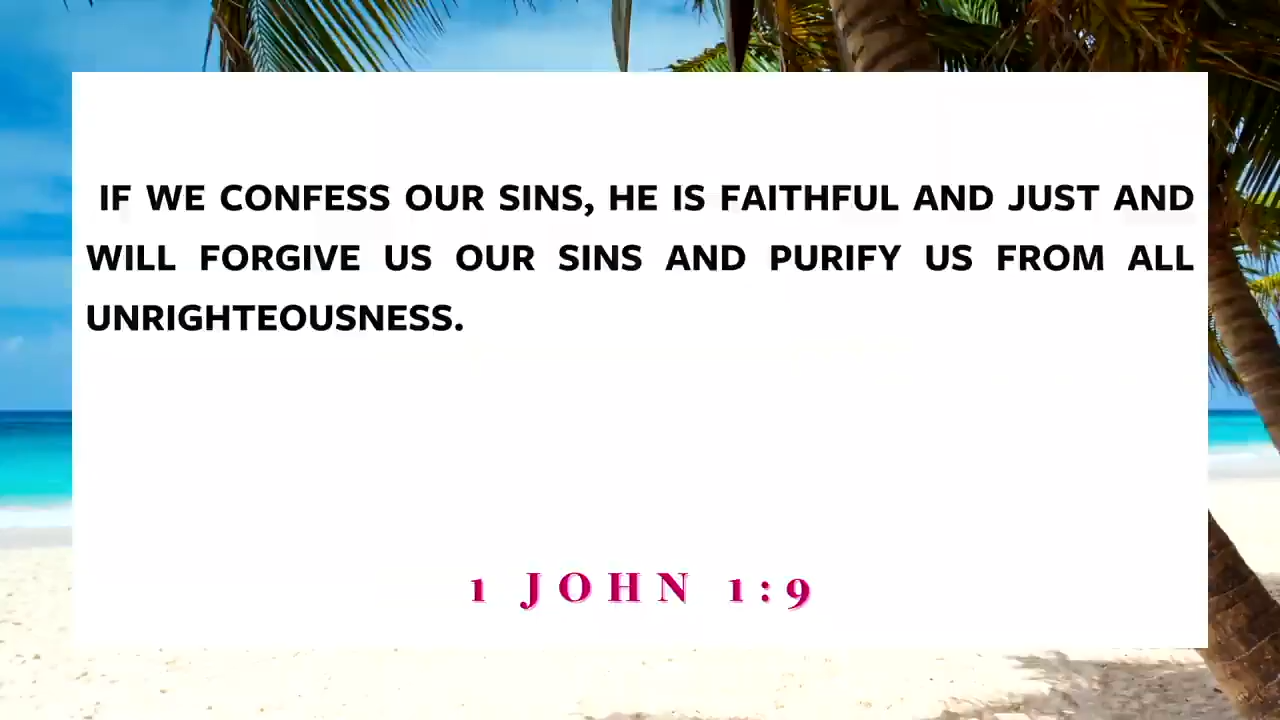 IF WE CONFESS OUR SINS, HE IS FAITHFUL AND JUST AND
WILL FORGIVE US OUR SINS AND PURIFY US FROM ALL
UNRIGHTEOUSNESS.
1 JOHN 1:9